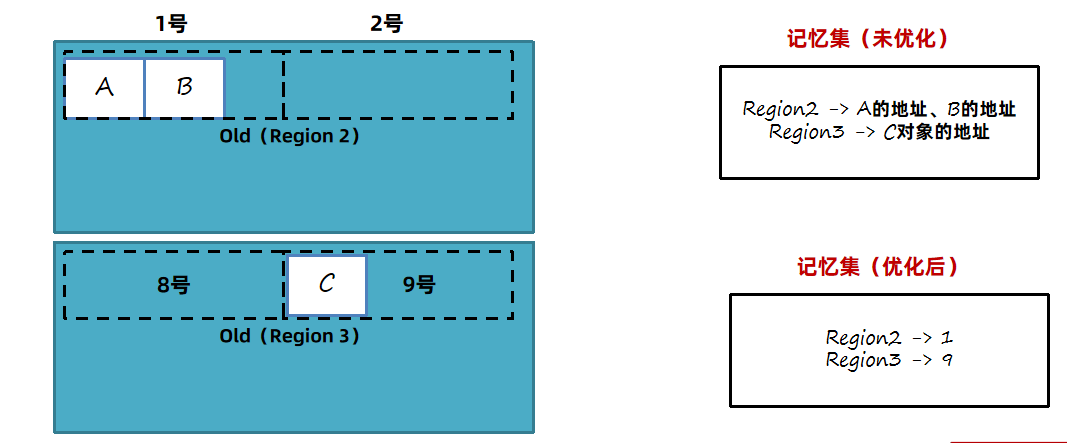 1号 2号
A B
Old（Region 2）
8号 C 9号
Old（Region 3）
记忆集（未优化）
Region2 -> A的地址、B的地址
Region3 -> C对象的地址
记忆集（优化后）
Region2 -> 1
Region3 -> 9